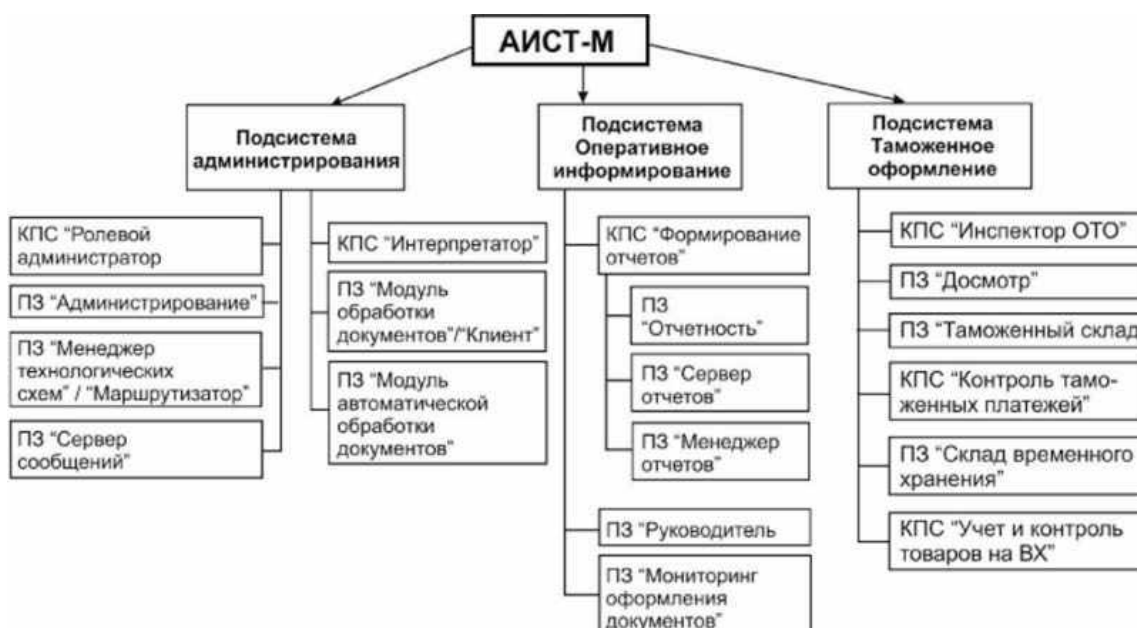 АИСТ-М
Подсистема
администрирования
КПС “Ролевой
администратор
ПЗ “Администрирование”
ПЗ “Менеджер
технологических
схем” / “Маршрутизатор”
ПЗ “Сервер
сообщений”
КПС “Интерпретатор”
ПЗ “Модуль
обработки
документов”/“Клиент”
ПЗ “Модуль
автоматической
обработки
документов”
Подсистема
Оперативное
информирование
КПС “Формирование
отчетов”
ПЗ
“Отчетность”
ПЗ “Сервер
отчетов”
ПЗ “Менеджер
отчетов”
ПЗ “Руководитель
ПЗ “Мониторинг
оформления
документов”
Подсистема
Таможенное
оформление
КПС “Инспектор ОТО”
ПЗ “Досмотр”
ПЗ “Таможенный склад
КПС “Контроль тамо-
женных платежей”
ПЗ “Склад временного
хранения”
КПС “Учет и контроль
товаров на ВХ”